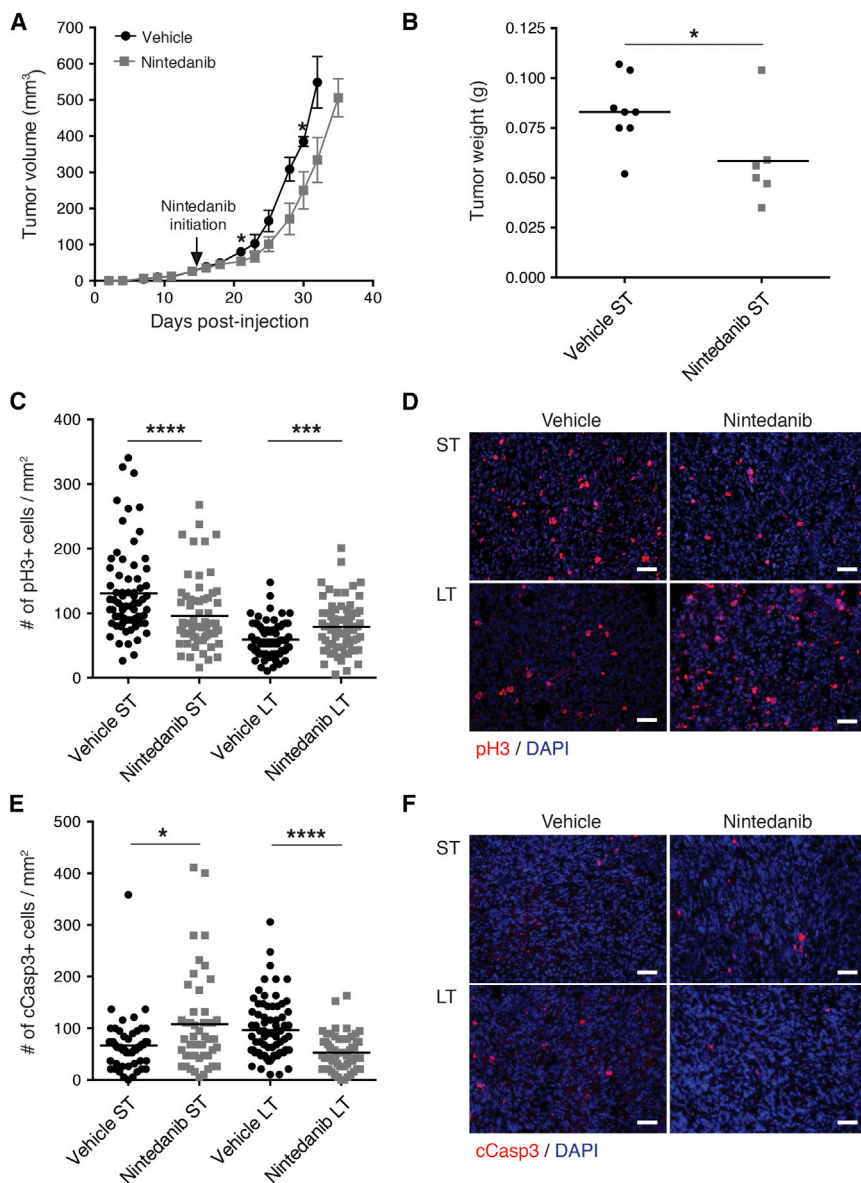 A
Vehicle
Nintedanib
Tumor volume (mm³)
700
600
500
400
300
200
100
0
Nintedanib
initiation
*
*
0 10 20 30 40
Days post-injection
B
*
Tumor weight (g)
0.125
0.100
0.075
0.050
0.025
0.000
Vehicle ST
Nintedanib ST
C
# of pH3+ cells / mm²
400
300
200
100
0
**** ***
Vehicle ST
Nintedanib ST
Vehicle LT
Nintedanib LT
D
Vehicle Nintedanib
ST
LT
pH3 / DAPI
E
# of cCasp3+ cells / mm²
500
400
300
200
100
0
* ****
Vehicle ST
Nintedanib ST
Vehicle LT
Nintedanib LT
F
Vehicle Nintedanib
ST
LT
cCasp3 / DAPI